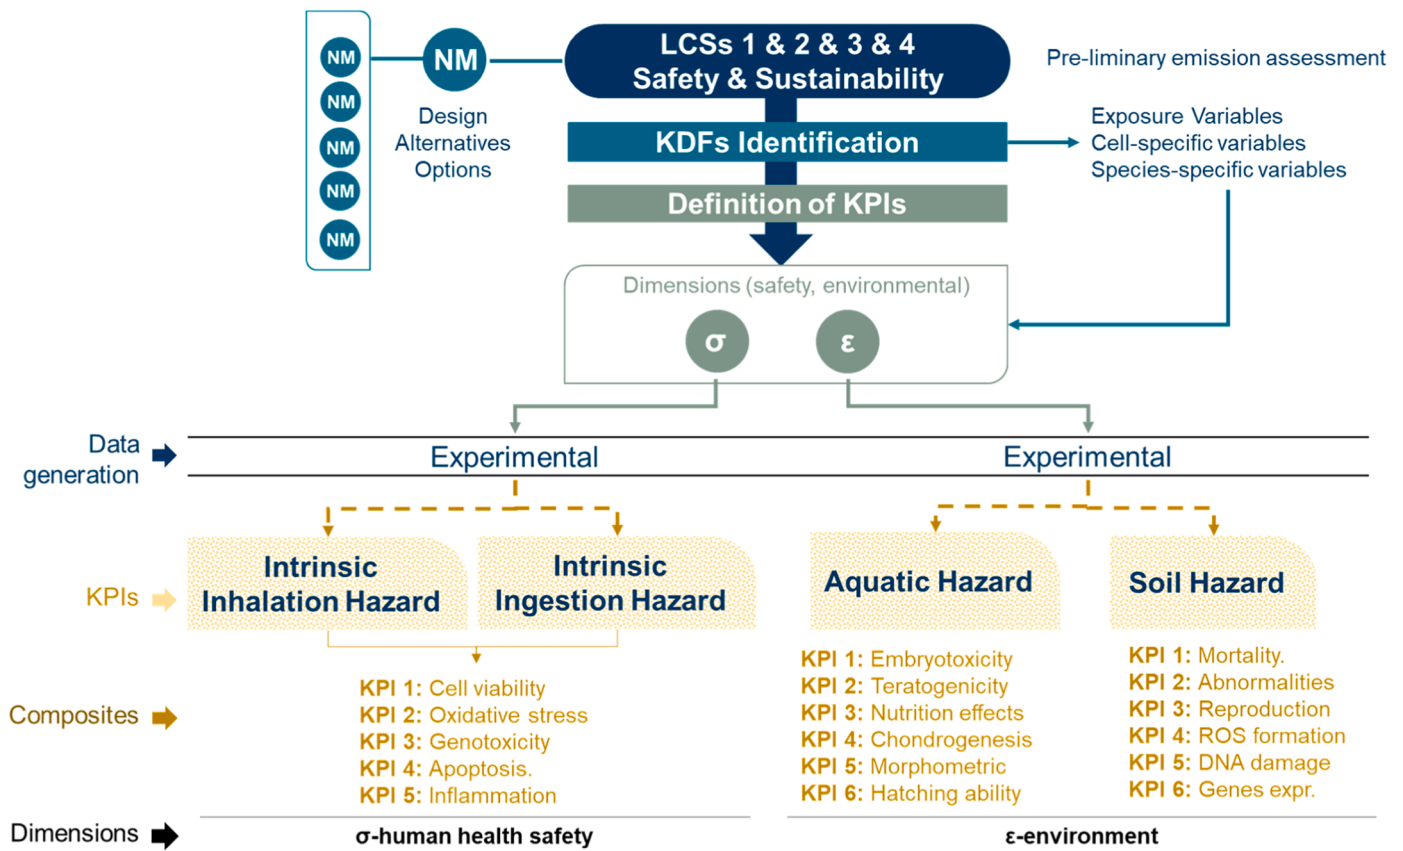 NM
NM
NM
NM
NM
NM
Design
Alternatives
Options
LCSs 1 & 2 & 3 & 4
Safety & Sustainability
KDFs Identification
Definition of KPIs
Pre-liminary emission assessment
Exposure Variables
Cell-specific variables
Species-specific variables
Dimensions (safety, environmental)
σ
ε
Data
generation
Experimental
Experimental
KPIs
Intrinsic
Inhalation Hazard
Intrinsic
Ingestion Hazard
Aquatic Hazard
Soil Hazard
Composites
KPI 1: Cell viability
KPI 2: Oxidative stress
KPI 3: Genotoxicity
KPI 4: Apoptosis.
KPI 5: Inflammation
KPI 1: Embryotoxicity
KPI 2: Teratogenicity
KPI 3: Nutrition effects
KPI 4: Chondrogenesis
KPI 5: Morphometric
KPI 6: Hatching ability
KPI 1: Mortality.
KPI 2: Abnormalities
KPI 3: Reproduction
KPI 4: ROS formation
KPI 5: DNA damage
KPI 6: Genes expr.
Dimensions
σ-human health safety
ε-environment